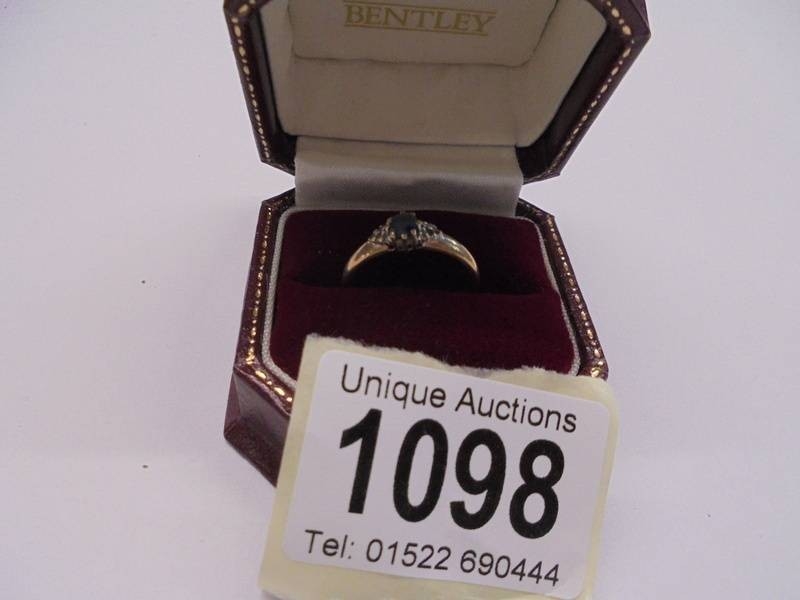 BENTLEY
Unique Auctions
1098
Tel: 01522 690444